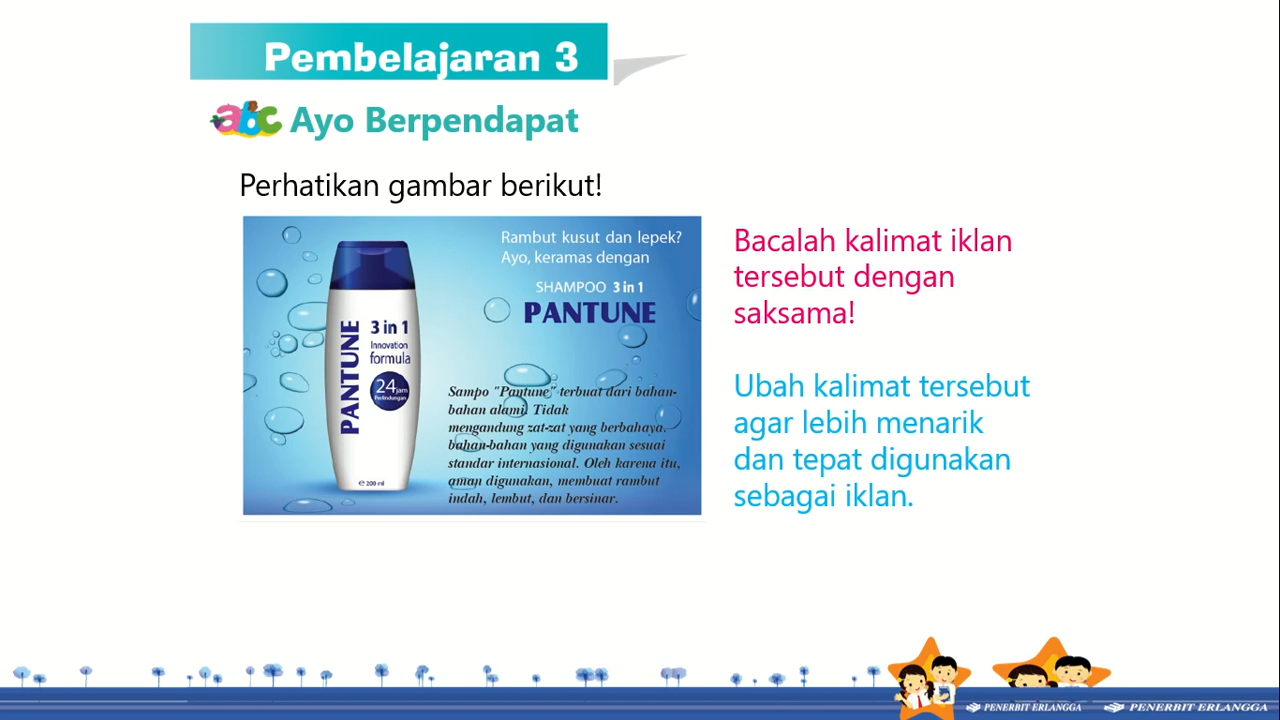 Pembelajaran 3
abc Ayo Berpendapat
Perhatikan gambar berikut!
Rambut kusut dan lepek?
Ayo, keramas dengan
SHAMPOO 3 in 1
PANTUNE
PANTUNE
3 in 1
Innovation
formula
24 jam
Perlindungan
℮ 200 ml
Sampo "Pantune" terbuat dari bahan-
bahan alami. Tidak
mengandung zat-zat yang berbahaya.
bahan-bahan yang digunakan sesuai
standar internasional. Oleh karena itu,
aman digunakan, membuat rambut
indah, lembut, dan bersinar.
Bacalah kalimat iklan
tersebut dengan
saksama!
Ubah kalimat tersebut
agar lebih menarik
dan tepat digunakan
sebagai iklan.
PENERBIT ERLANGGA
PENERBIT ERLANGGA